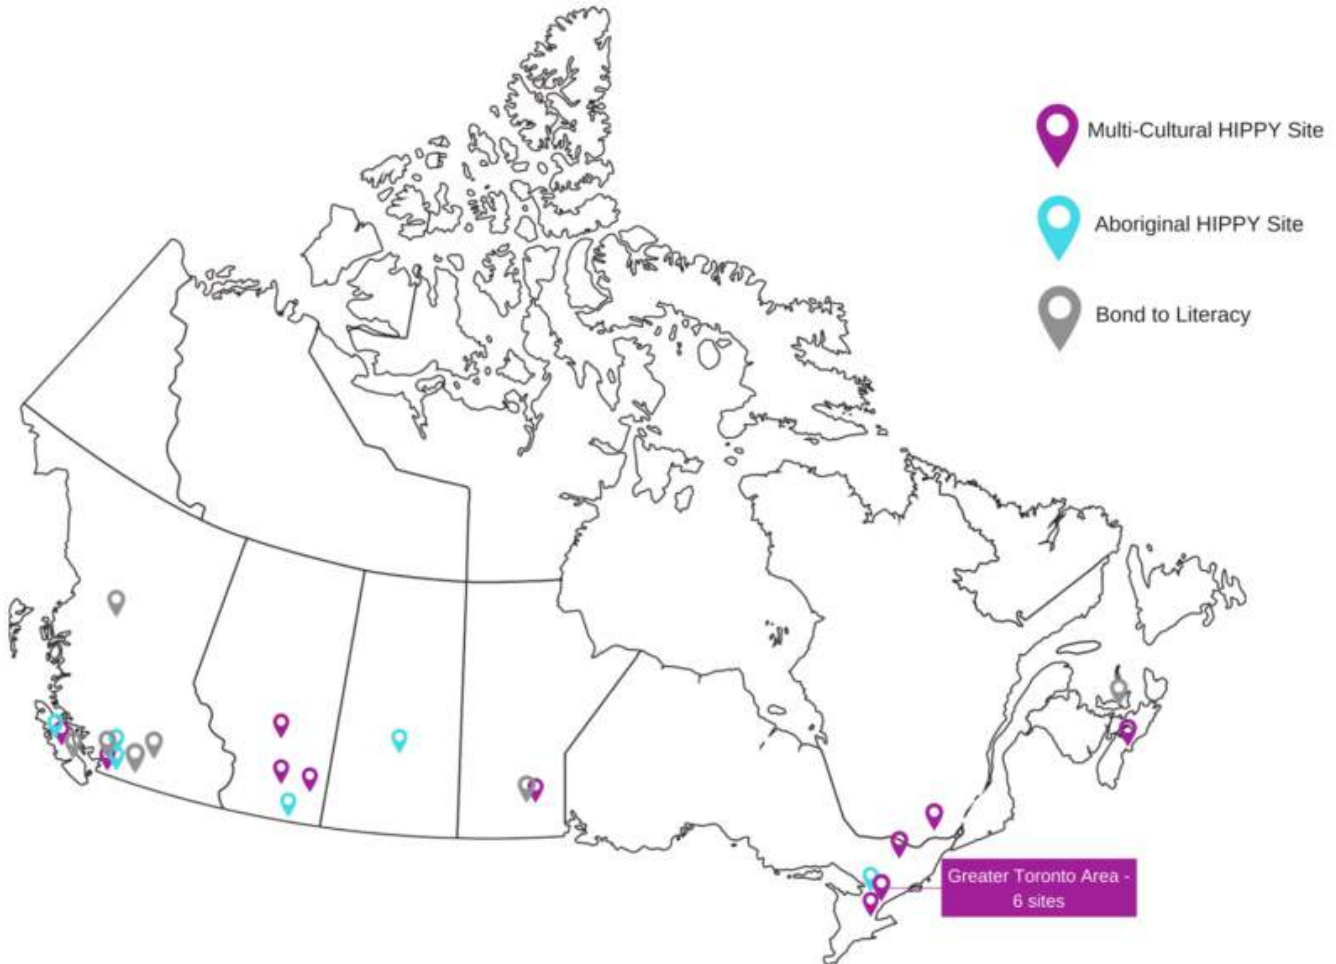 Multi-Cultural HIPPY Site
Aboriginal HIPPY Site
Bond to Literacy
Greater Toronto Area -
6 sites